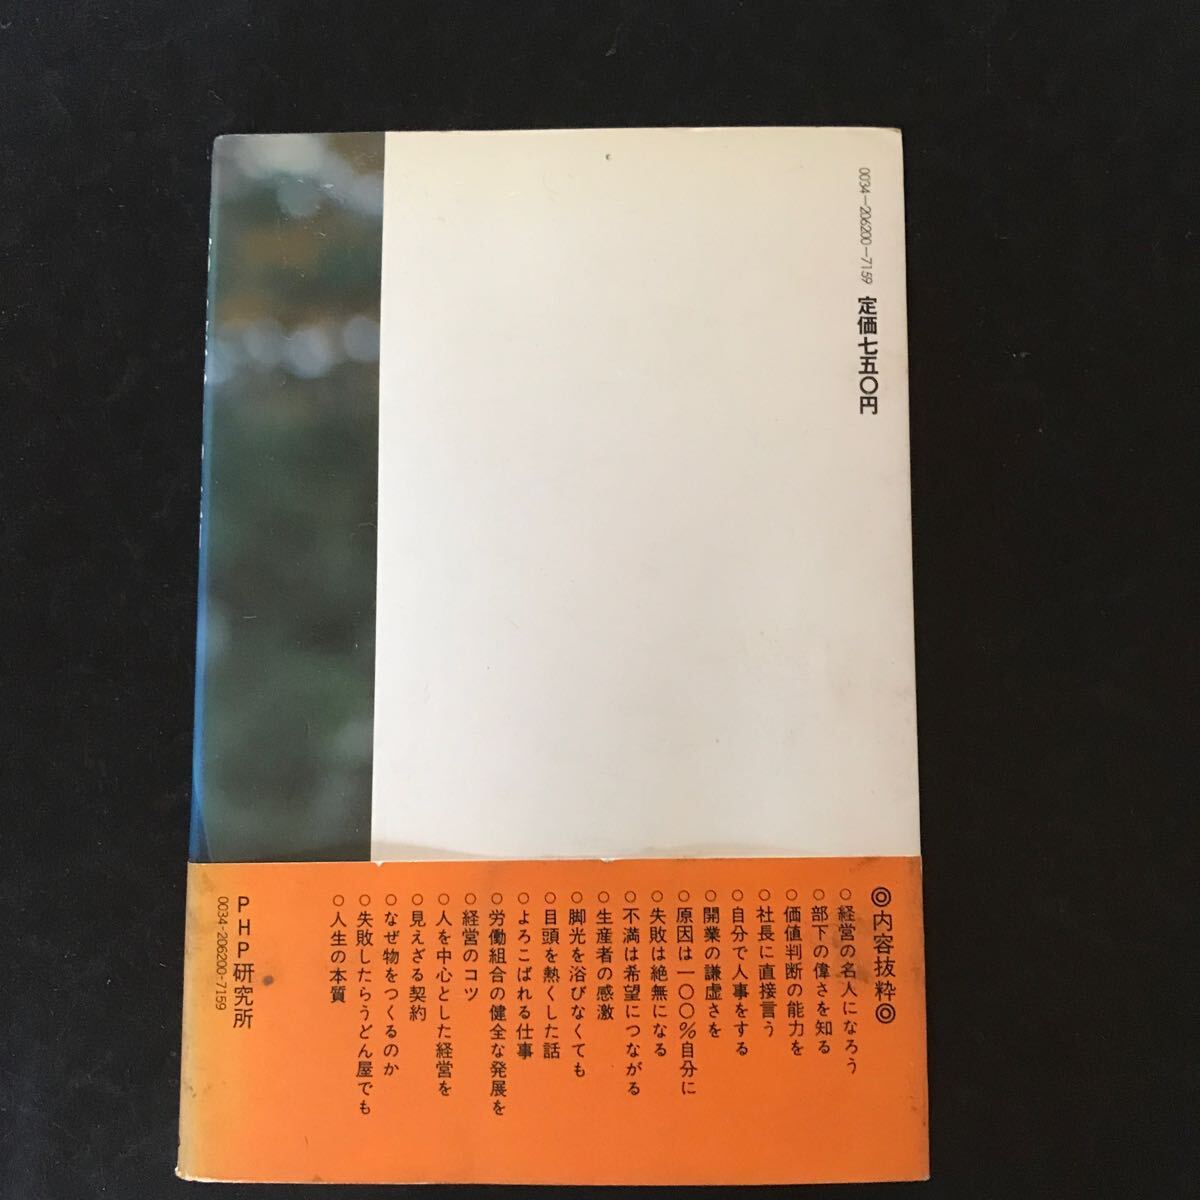 0034—206200—7159 定価七五〇円
◎内容抜粋◎
○経営の名人になろう
○部下の偉さを知る
○価値判断の能力を
○社長に直接言う
○自分で人事をする
○開業の謙虚さを
○原因は一〇〇％自分に
○失敗は絶無になる
○不満は希望につながる
○生産者の感激
○脚光を浴びなくても
○目頭を熱くした話
○よろこばれる仕事
○労働組合の健全な発展を
○経営のコツ
○人を中心とした経営を
○見えざる契約
○なぜ物をつくるのか
○失敗したらうどん屋でも
○人生の本質
PHP研究所
0034-206200-7159